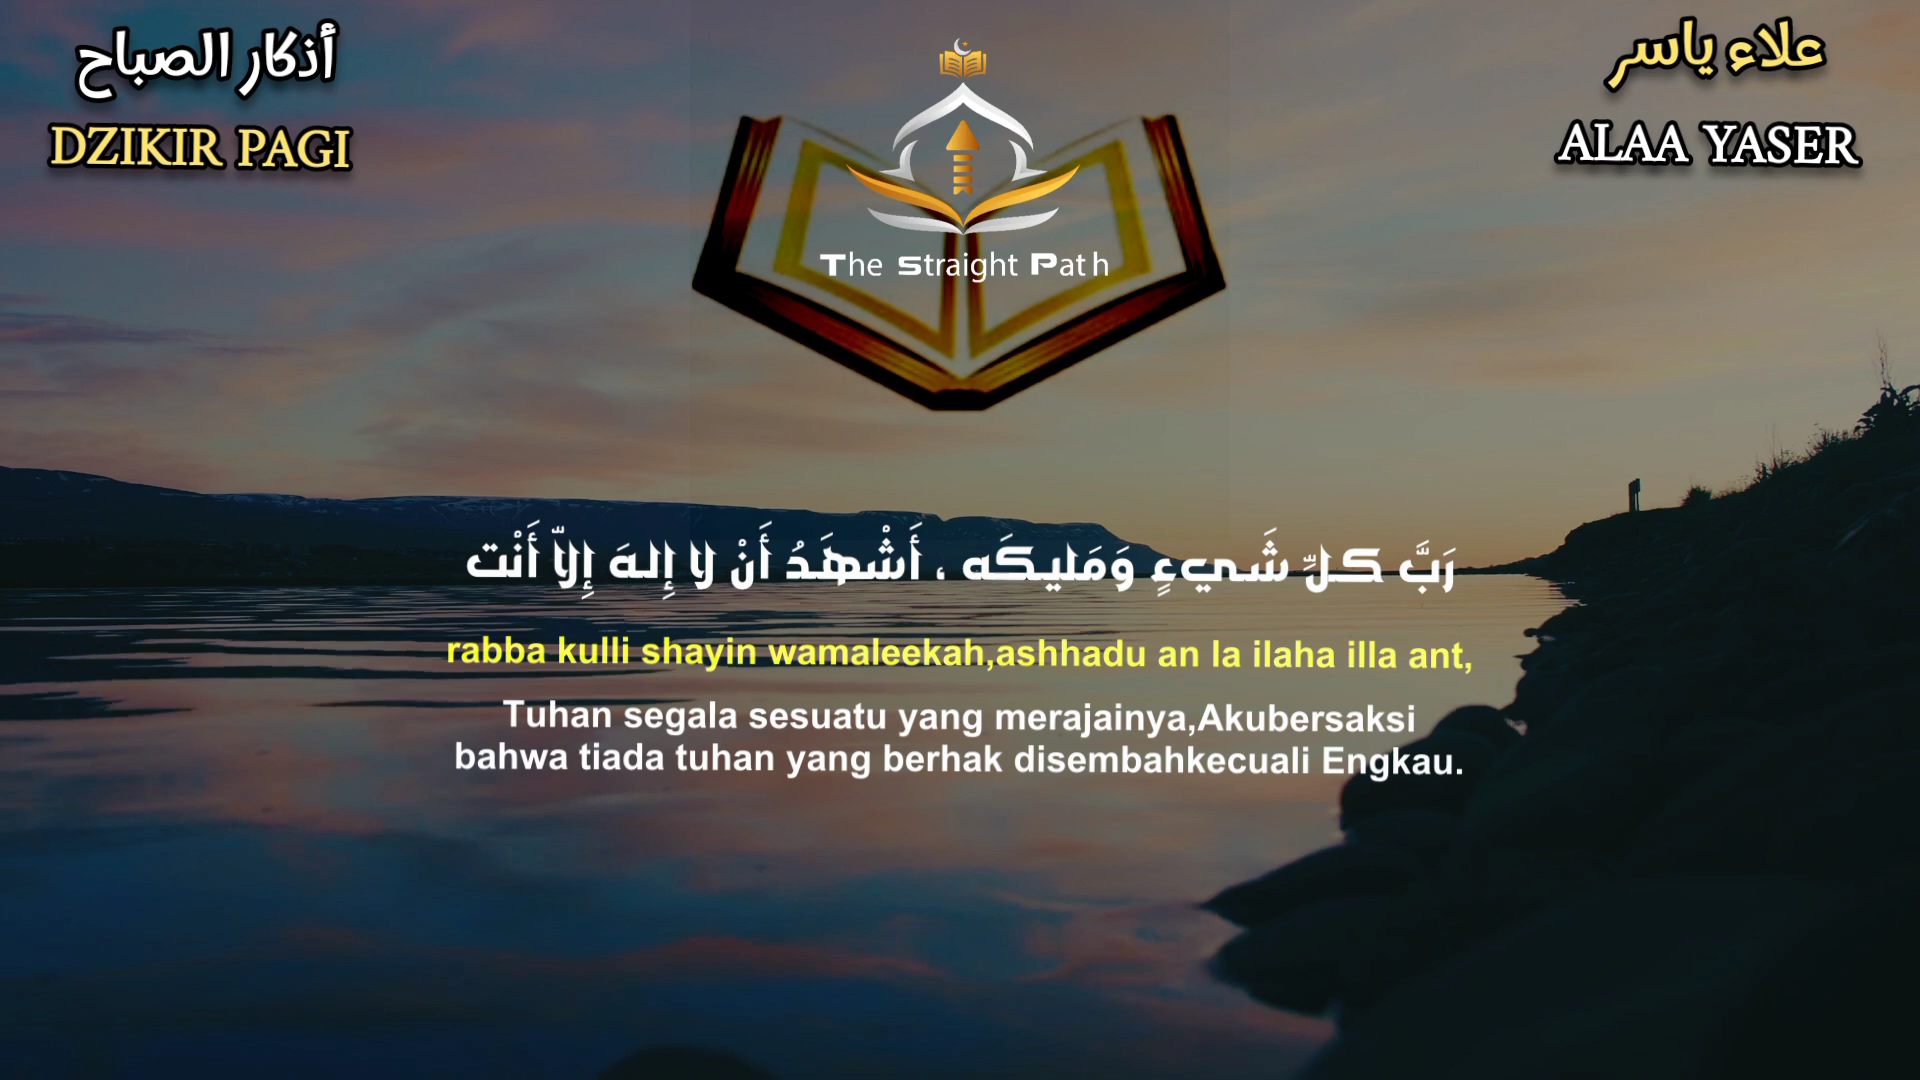 أذكار الصباح
DZIKIR PAGI
علاء ياسر
ALAA YASER
The Straight Path
رَبَّ كلِّ شَيءٍ وَمَليكَه ، أَشْهَدُ أَنْ لا إِلهَ إِلاّ أَنْت
rabba kulli shayin wamaleekah,ashhadu an la ilaha illa ant,
Tuhan segala sesuatu yang merajainya,Akubersaksi
bahwa tiada tuhan yang berhak disembahkecuali Engkau.